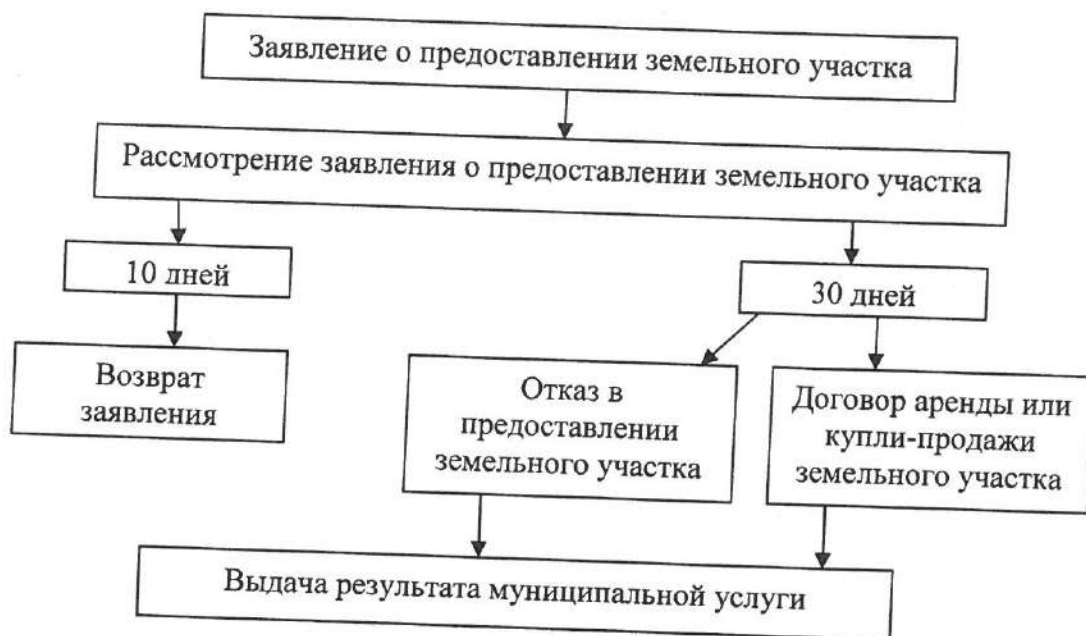 Заявление о предоставлении земельного участка
Рассмотрение заявления о предоставлении земельного участка
10 дней
30 дней
Возврат
заявления
Отказ в
предоставлении
земельного участка
Договор аренды или
купли-продажи
земельного участка
Выдача результата муниципальной услуги